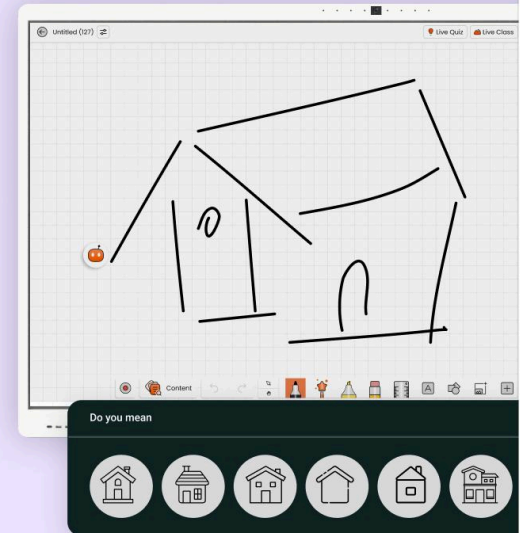 Untitled (127)
Live Quiz
Live Class
Content
A
Do you mean